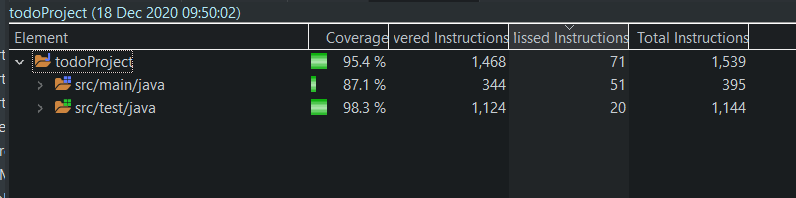 todoProject (18 Dec 2020 09:50:02)
Element Coverage vered Instructions lissed Instructions Total Instructions
todoProject 95.4 % 1,468 71 1,539
src/main/java 87.1 % 344 51 395
src/test/java 98.3 % 1,124 20 1,144